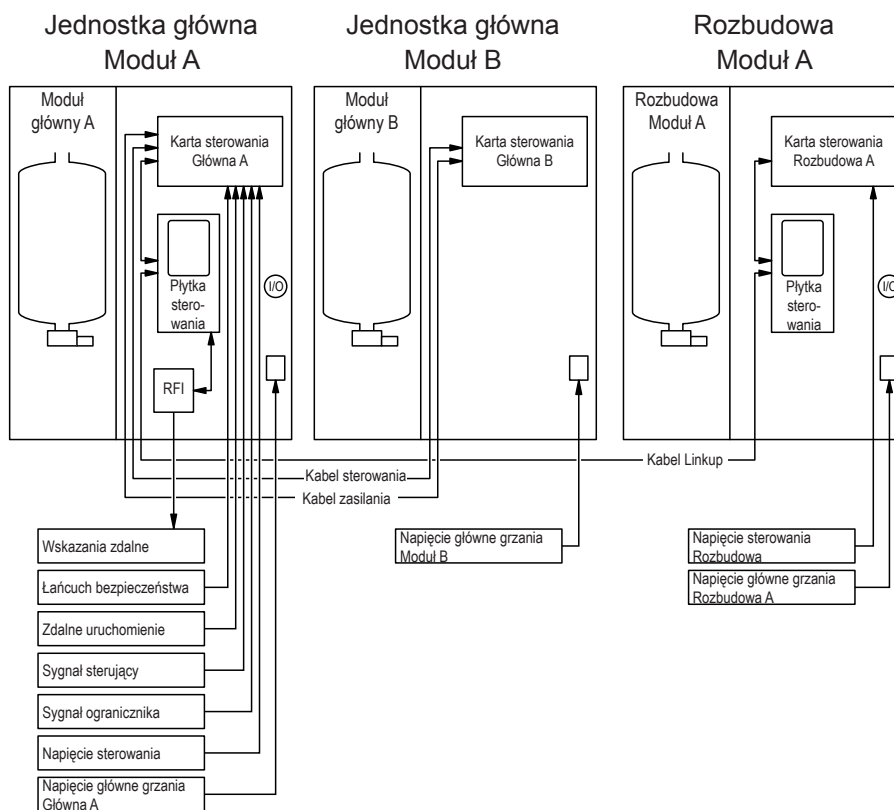 Jednostka główna
Moduł A
Jednostka główna
Moduł B
Rozbudowa
Moduł A
Moduł
główny A
Karta sterowania
Główna A
Płytka
stero-
wania
I/O
RFI
Moduł
główny B
Karta sterowania
Główna B
Rozbudowa
Moduł A
Karta sterowania
Rozbudowa A
Płytka
stero-
wania
I/O
Kabel Linkup
Kabel sterowania
Kabel zasilania
Wskazania zdalne
Łańcuch bezpieczeństwa
Zdalne uruchomienie
Sygnał sterujący
Sygnał ogranicznika
Napięcie sterowania
Napięcie główne grzania
Główna A
Napięcie główne grzania
Moduł B
Napięcie sterowania
Rozbudowa
Napięcie główne grzania
Rozbudowa A